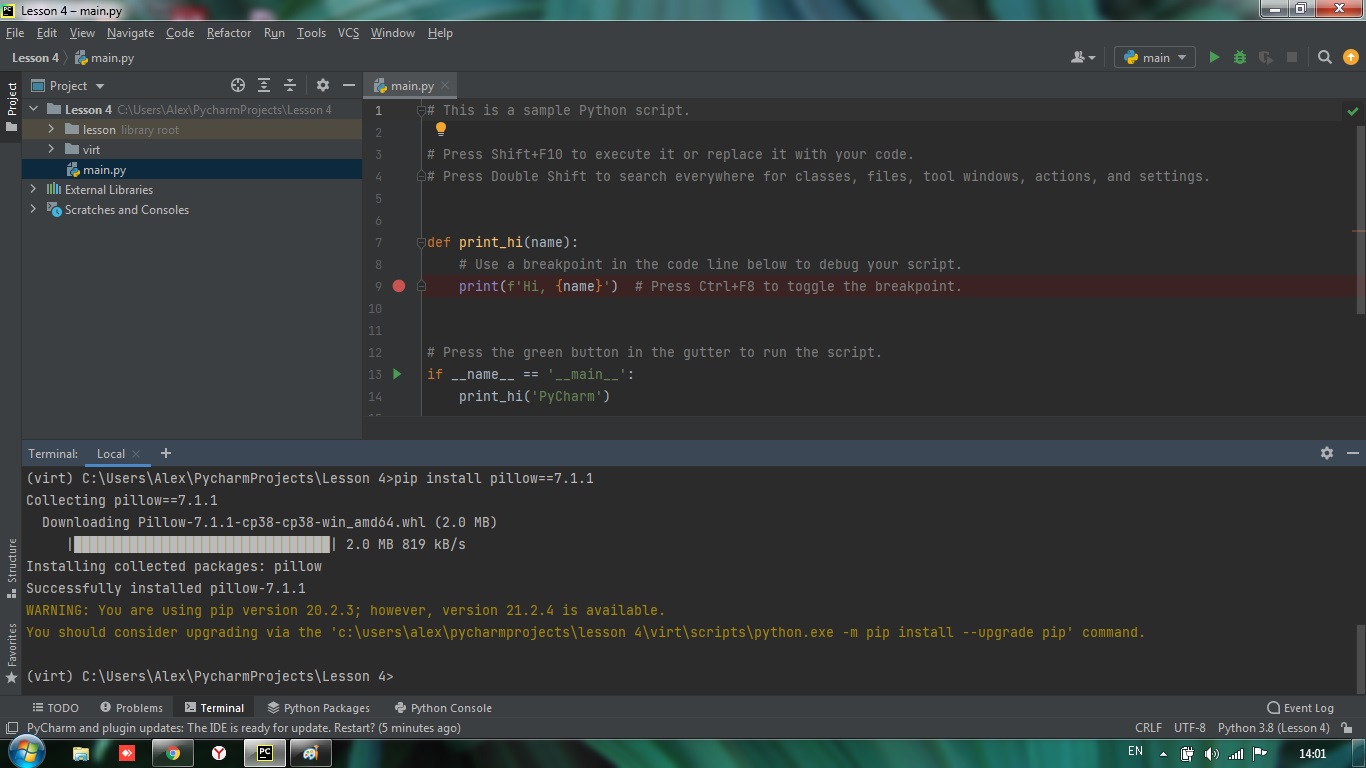 Lesson 4 – main.py
File Edit View Navigate Code Refactor Run Tools VCS Window Help
Lesson 4 main.py
main
Project
Project
main.py
Lesson 4 C:\Users\Alex\PycharmProjects\Lesson 4
lesson library root
virt
main.py
External Libraries
Scratches and Consoles
1 # This is a sample Python script.
2
3 # Press Shift+F10 to execute it or replace it with your code.
4 # Press Double Shift to search everywhere for classes, files, tool windows, actions, and settings.
5
6
7 def print_hi(name):
8 # Use a breakpoint in the code line below to debug your script.
9 print(f'Hi, {name}') # Press Ctrl+F8 to toggle the breakpoint.
10
11
12 # Press the green button in the gutter to run the script.
13 if __name__ == '__main__':
14 print_hi('PyCharm')
Terminal: Local
(virt) C:\Users\Alex\PycharmProjects\Lesson 4>pip install pillow==7.1.1
Collecting pillow==7.1.1
Downloading Pillow-7.1.1-cp38-cp38-win_amd64.whl (2.0 MB)
| | 2.0 MB 819 kB/s
Installing collected packages: pillow
Successfully installed pillow-7.1.1
WARNING: You are using pip version 20.2.3; however, version 21.2.4 is available.
You should consider upgrading via the 'c:\users\alex\pycharmprojects\lesson 4\virt\scripts\python.exe -m pip install --upgrade pip' command.
(virt) C:\Users\Alex\PycharmProjects\Lesson 4>
Structure
Favorites
TODO Problems Terminal Python Packages Python Console Event Log
PyCharm and plugin updates: The IDE is ready for update. Restart? (5 minutes ago) CRLF UTF-8 Python 3.8 (Lesson 4)
PC
EN 14:01